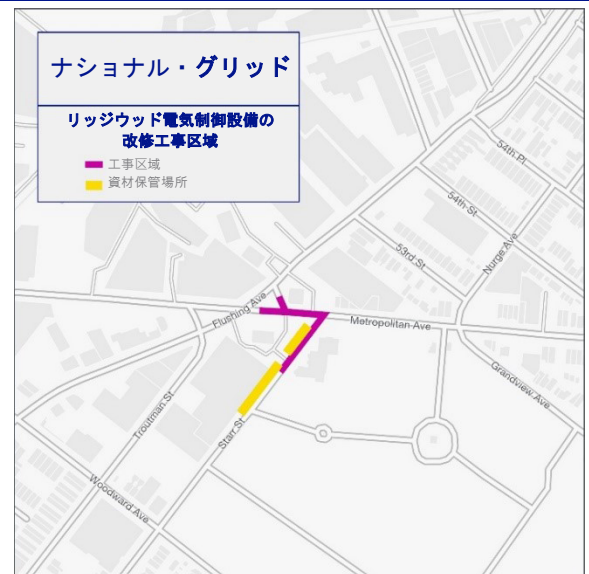 ナショナル・グリッド
リッジウッド電気制御設備の
改修工事区域
工事区域
資材保管場所
54th Pl
54th St
53rd St
Nurge Ave
Flushing Ave
Metropolitan Ave
Grandview Ave
Troutman St
Starr St
Woodward Ave